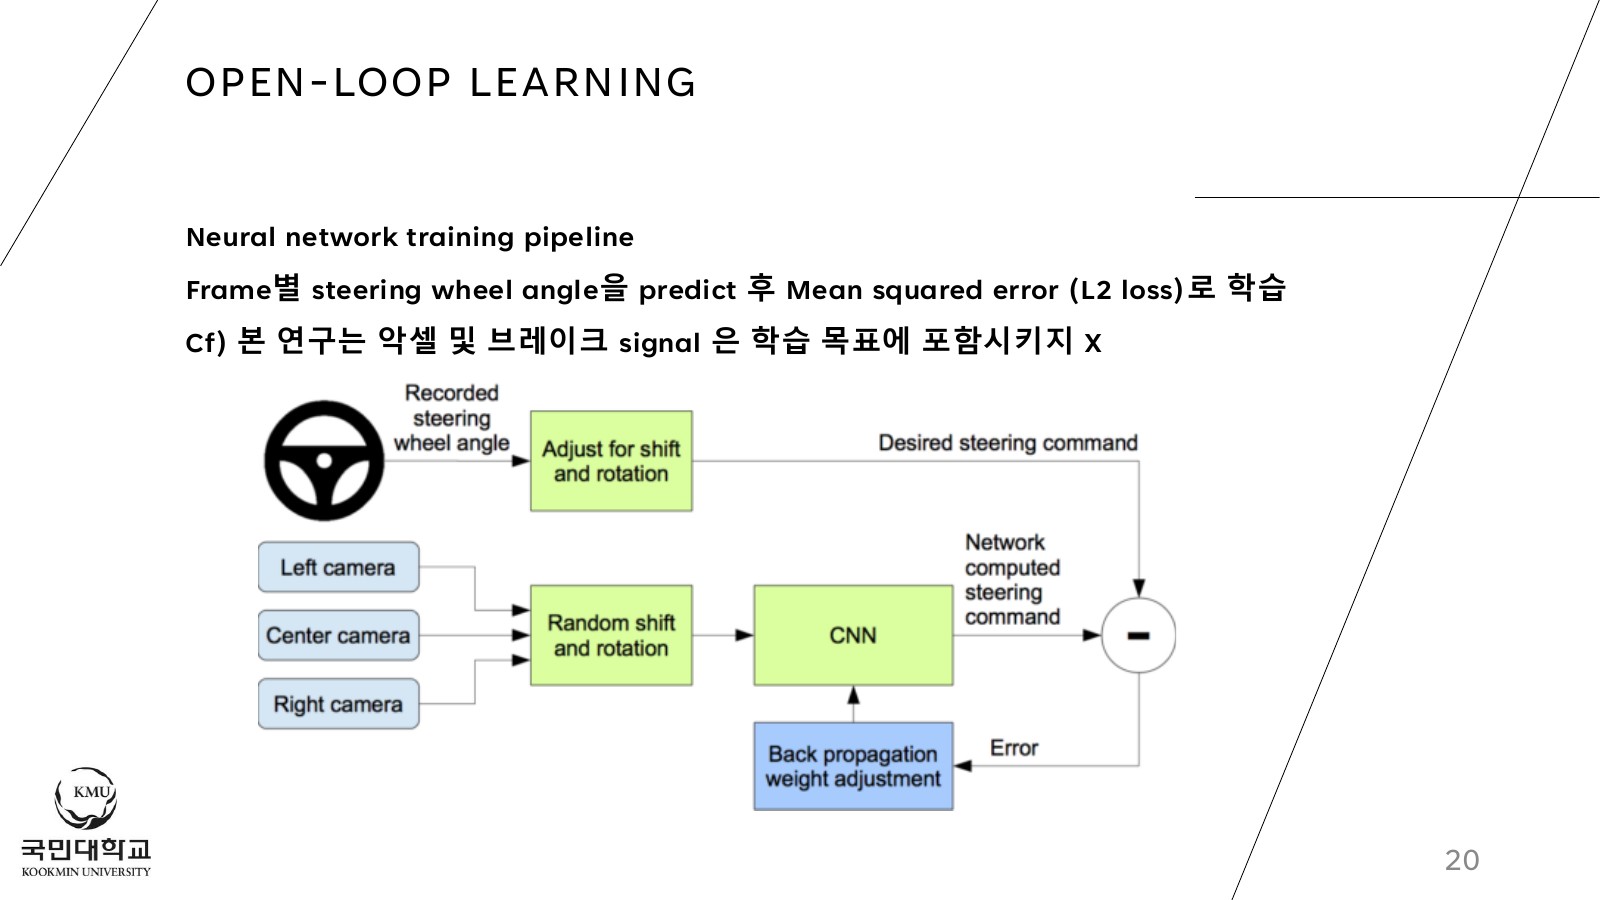 OPEN-LOOP LEARNING
Neural network training pipeline
Frame별 steering wheel angle을 predict 후 Mean squared error (L2 loss)로 학습
Cf) 본 연구는 악셀 및 브레이크 signal 은 학습 목표에 포함시키지 X
Recorded
steering
wheel angle
Adjust for shift
and rotation
Desired steering command
Left camera
Center camera
Right camera
Random shift
and rotation
CNN
Network
computed
steering
command
Back propagation
weight adjustment
Error
KMU
국민대학교
KOOKMIN UNIVERSITY
20